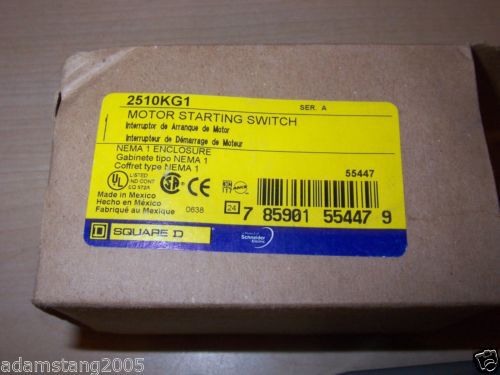 2510KG1
SER. A
MOTOR STARTING SWITCH
Interruptor de Arranque de Motor
Interrupteur de Démarrage de Moteur
NEMA 1 ENCLOSURE
Gabinete tipo NEMA 1
Coffret type NEMA 1
55447
UL
LISTED
IND CONT
EQ 572A
CE
Made in Mexico
Hecho en México
Fabriqué au Mexique
0638
24
7 85901 55447 9
D SQUARE D
Schneider
Electric
adamstang2005